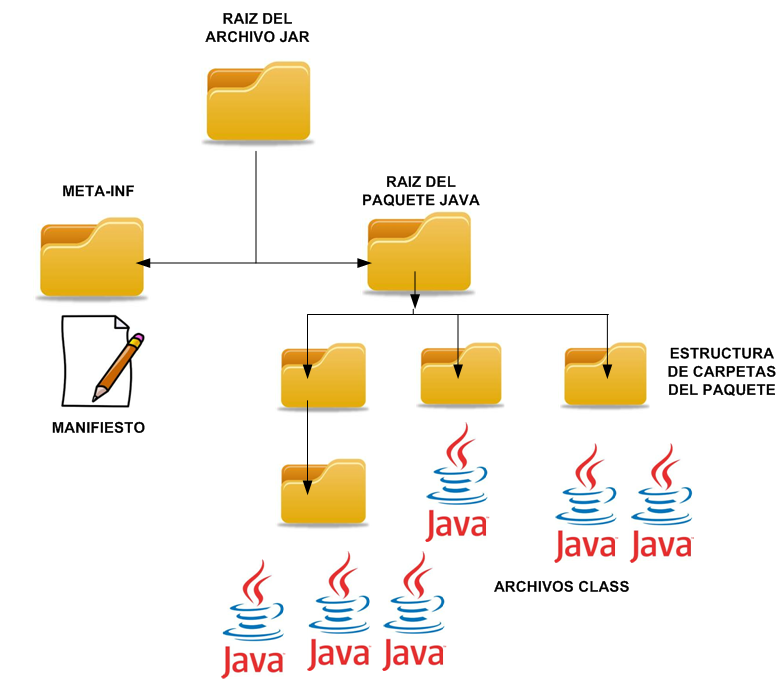 RAIZ DEL
ARCHIVO JAR
META-INF
RAIZ DEL
PAQUETE JAVA
MANIFIESTO
ESTRUCTURA
DE CARPETAS
DEL PAQUETE
Java
Java
Java
ARCHIVOS CLASS
Java
Java
Java